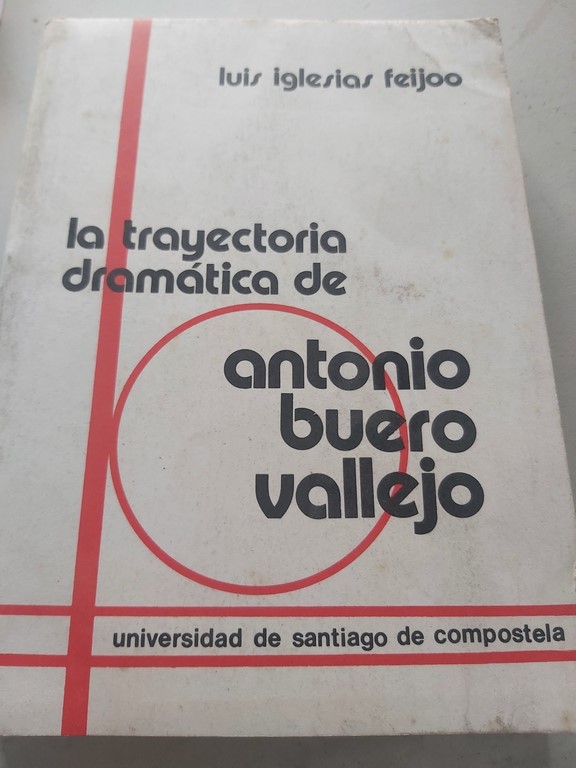 luis iglesias feijoo
la trayectoria
dramática de
antonio
buero
vallejo
universidad de santiago de compostela